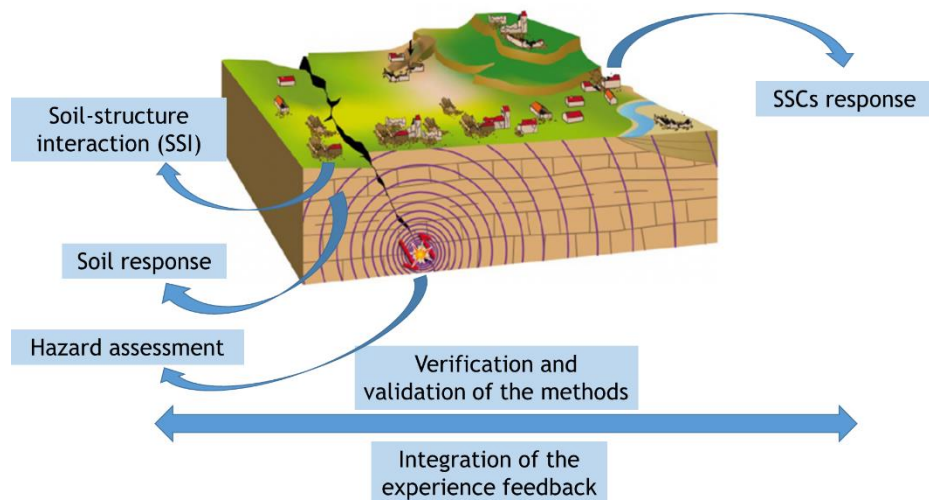 Soil-structure
interaction (SSI)
SSCs response
Soil response
Hazard assessment
Verification and
validation of the methods
Integration of the
experience feedback